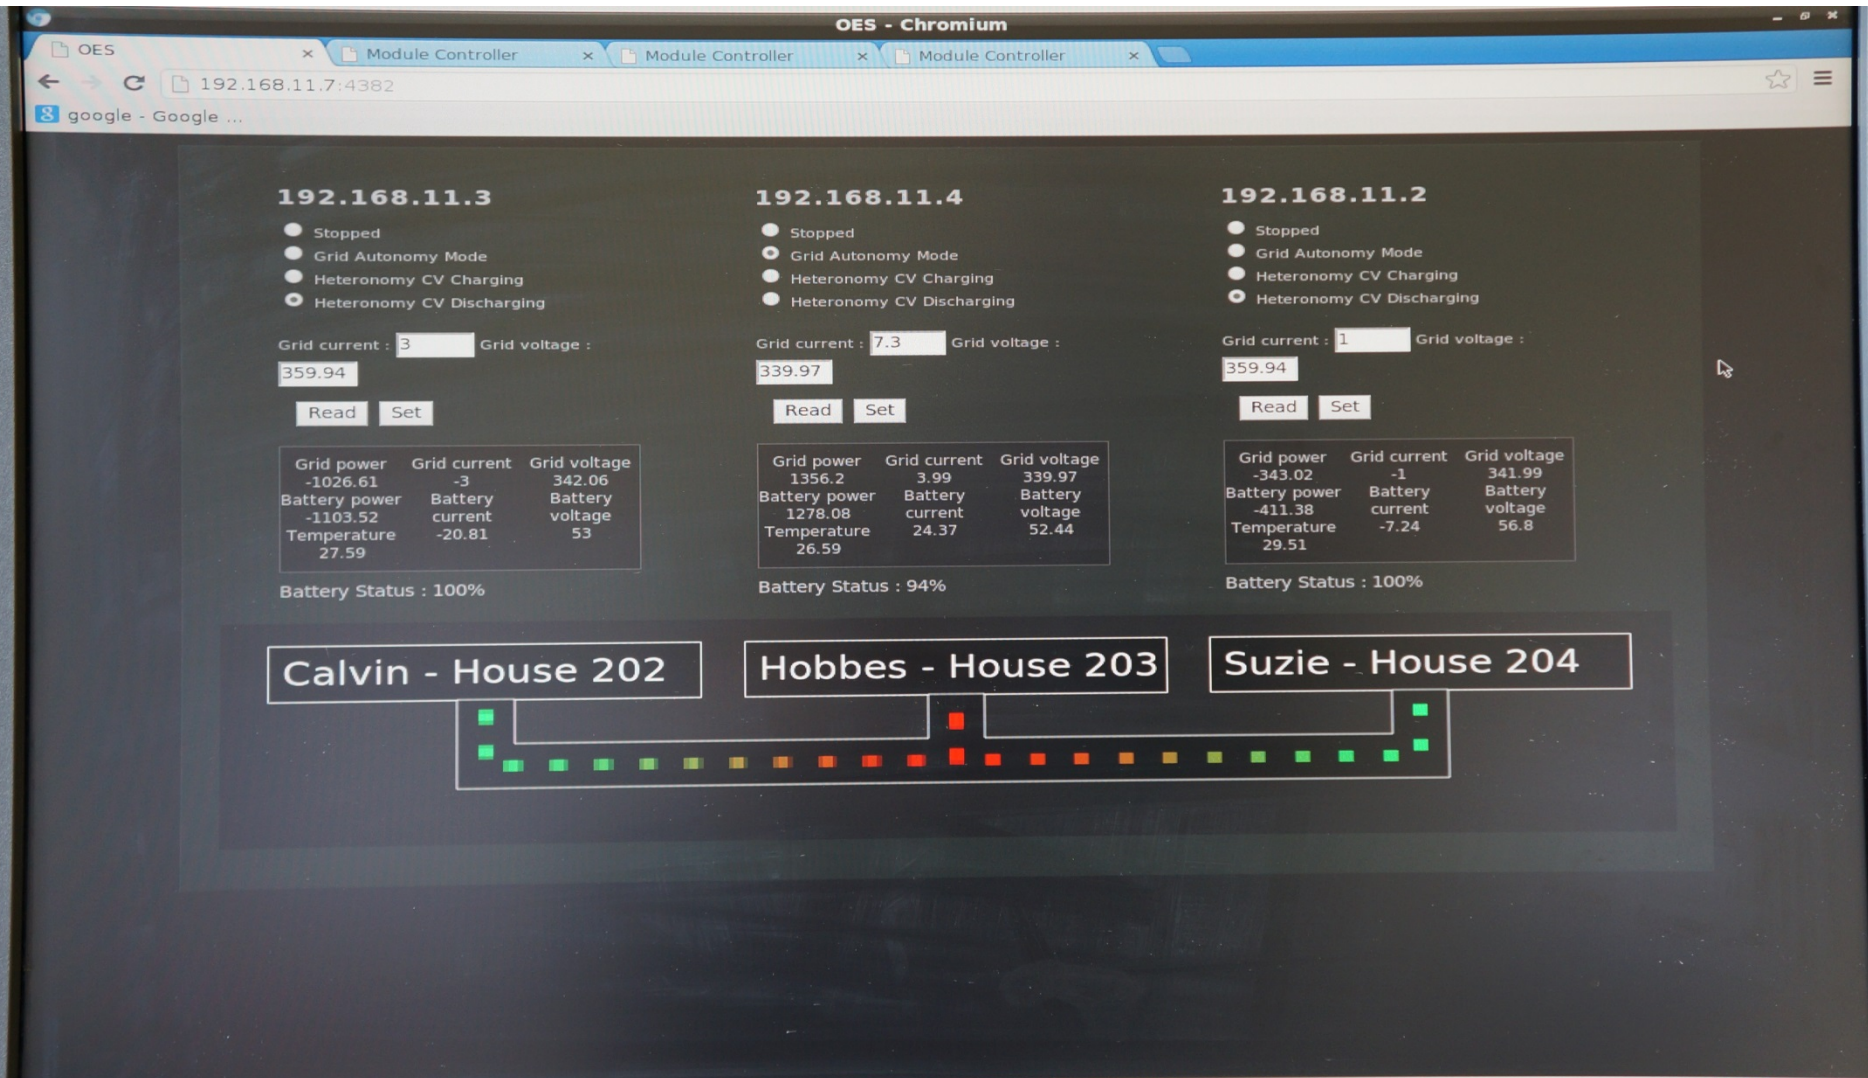 OES - Chromium
OES
Module Controller
Module Controller
Module Controller
192.168.11.7:4382
8 google - Google ...
192.168.11.3
Stopped
Grid Autonomy Mode
Heteronomy CV Charging
Heteronomy CV Discharging
Grid current : 3 Grid voltage :
359.94
Read Set
Grid power Grid current Grid voltage
-1026.61 -3 342.06
Battery power Battery Battery
-1103.52 current voltage
Temperature -20.81 53
27.59
Battery Status : 100%
192.168.11.4
Stopped
Grid Autonomy Mode
Heteronomy CV Charging
Heteronomy CV Discharging
Grid current : 7.3 Grid voltage :
339.97
Read Set
Grid power Grid current Grid voltage
1356.2 3.99 339.97
Battery power Battery Battery
1278.08 current voltage
Temperature 24.37 52.44
26.59
Battery Status : 94%
192.168.11.2
Stopped
Grid Autonomy Mode
Heteronomy CV Charging
Heteronomy CV Discharging
Grid current : 1 Grid voltage :
359.94
Read Set
Grid power Grid current Grid voltage
-343.02 -1 341.99
Battery power Battery Battery
-411.38 current voltage
Temperature -7.24 56.8
29.51
Battery Status : 100%
Calvin - House 202
Hobbes - House 203
Suzie - House 204